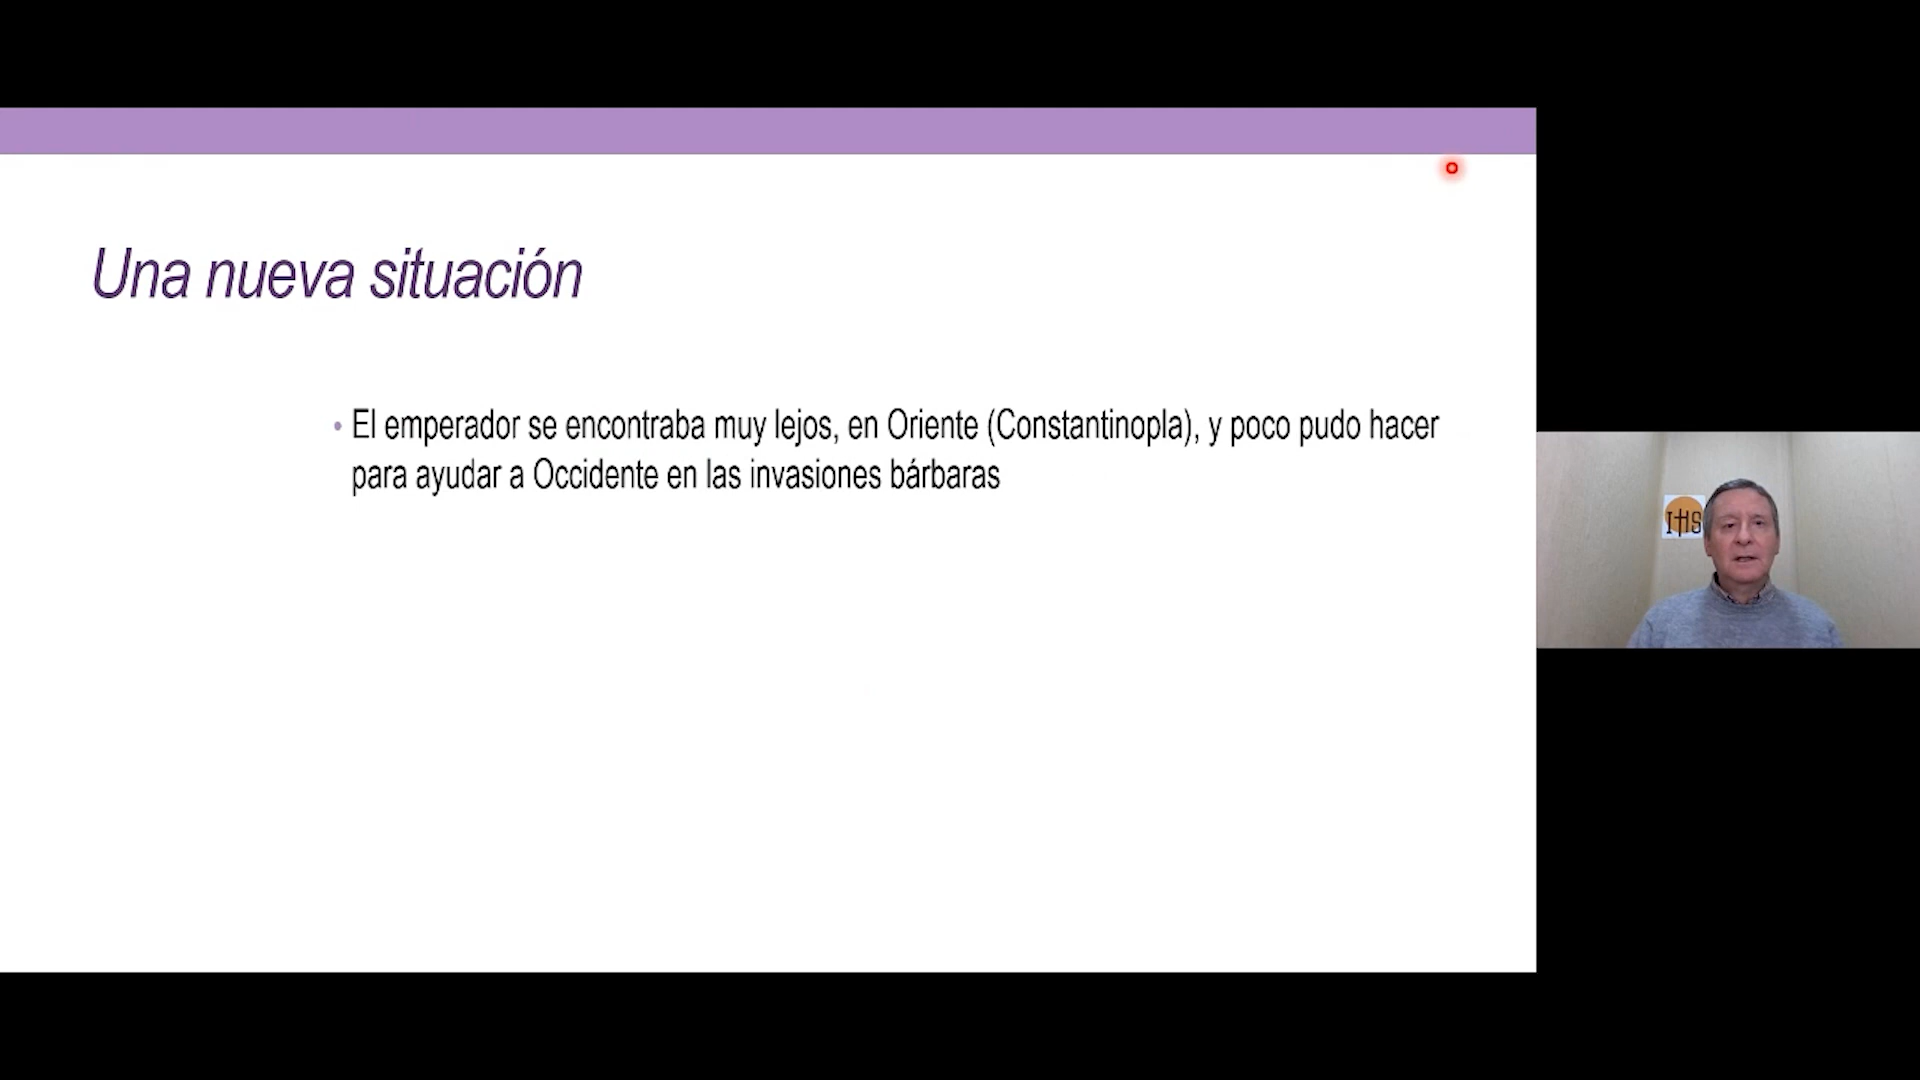 Una nueva situación
• El emperador se encontraba muy lejos, en Oriente (Constantinopla), y poco pudo hacer
para ayudar a Occidente en las invasiones bárbaras
IHS